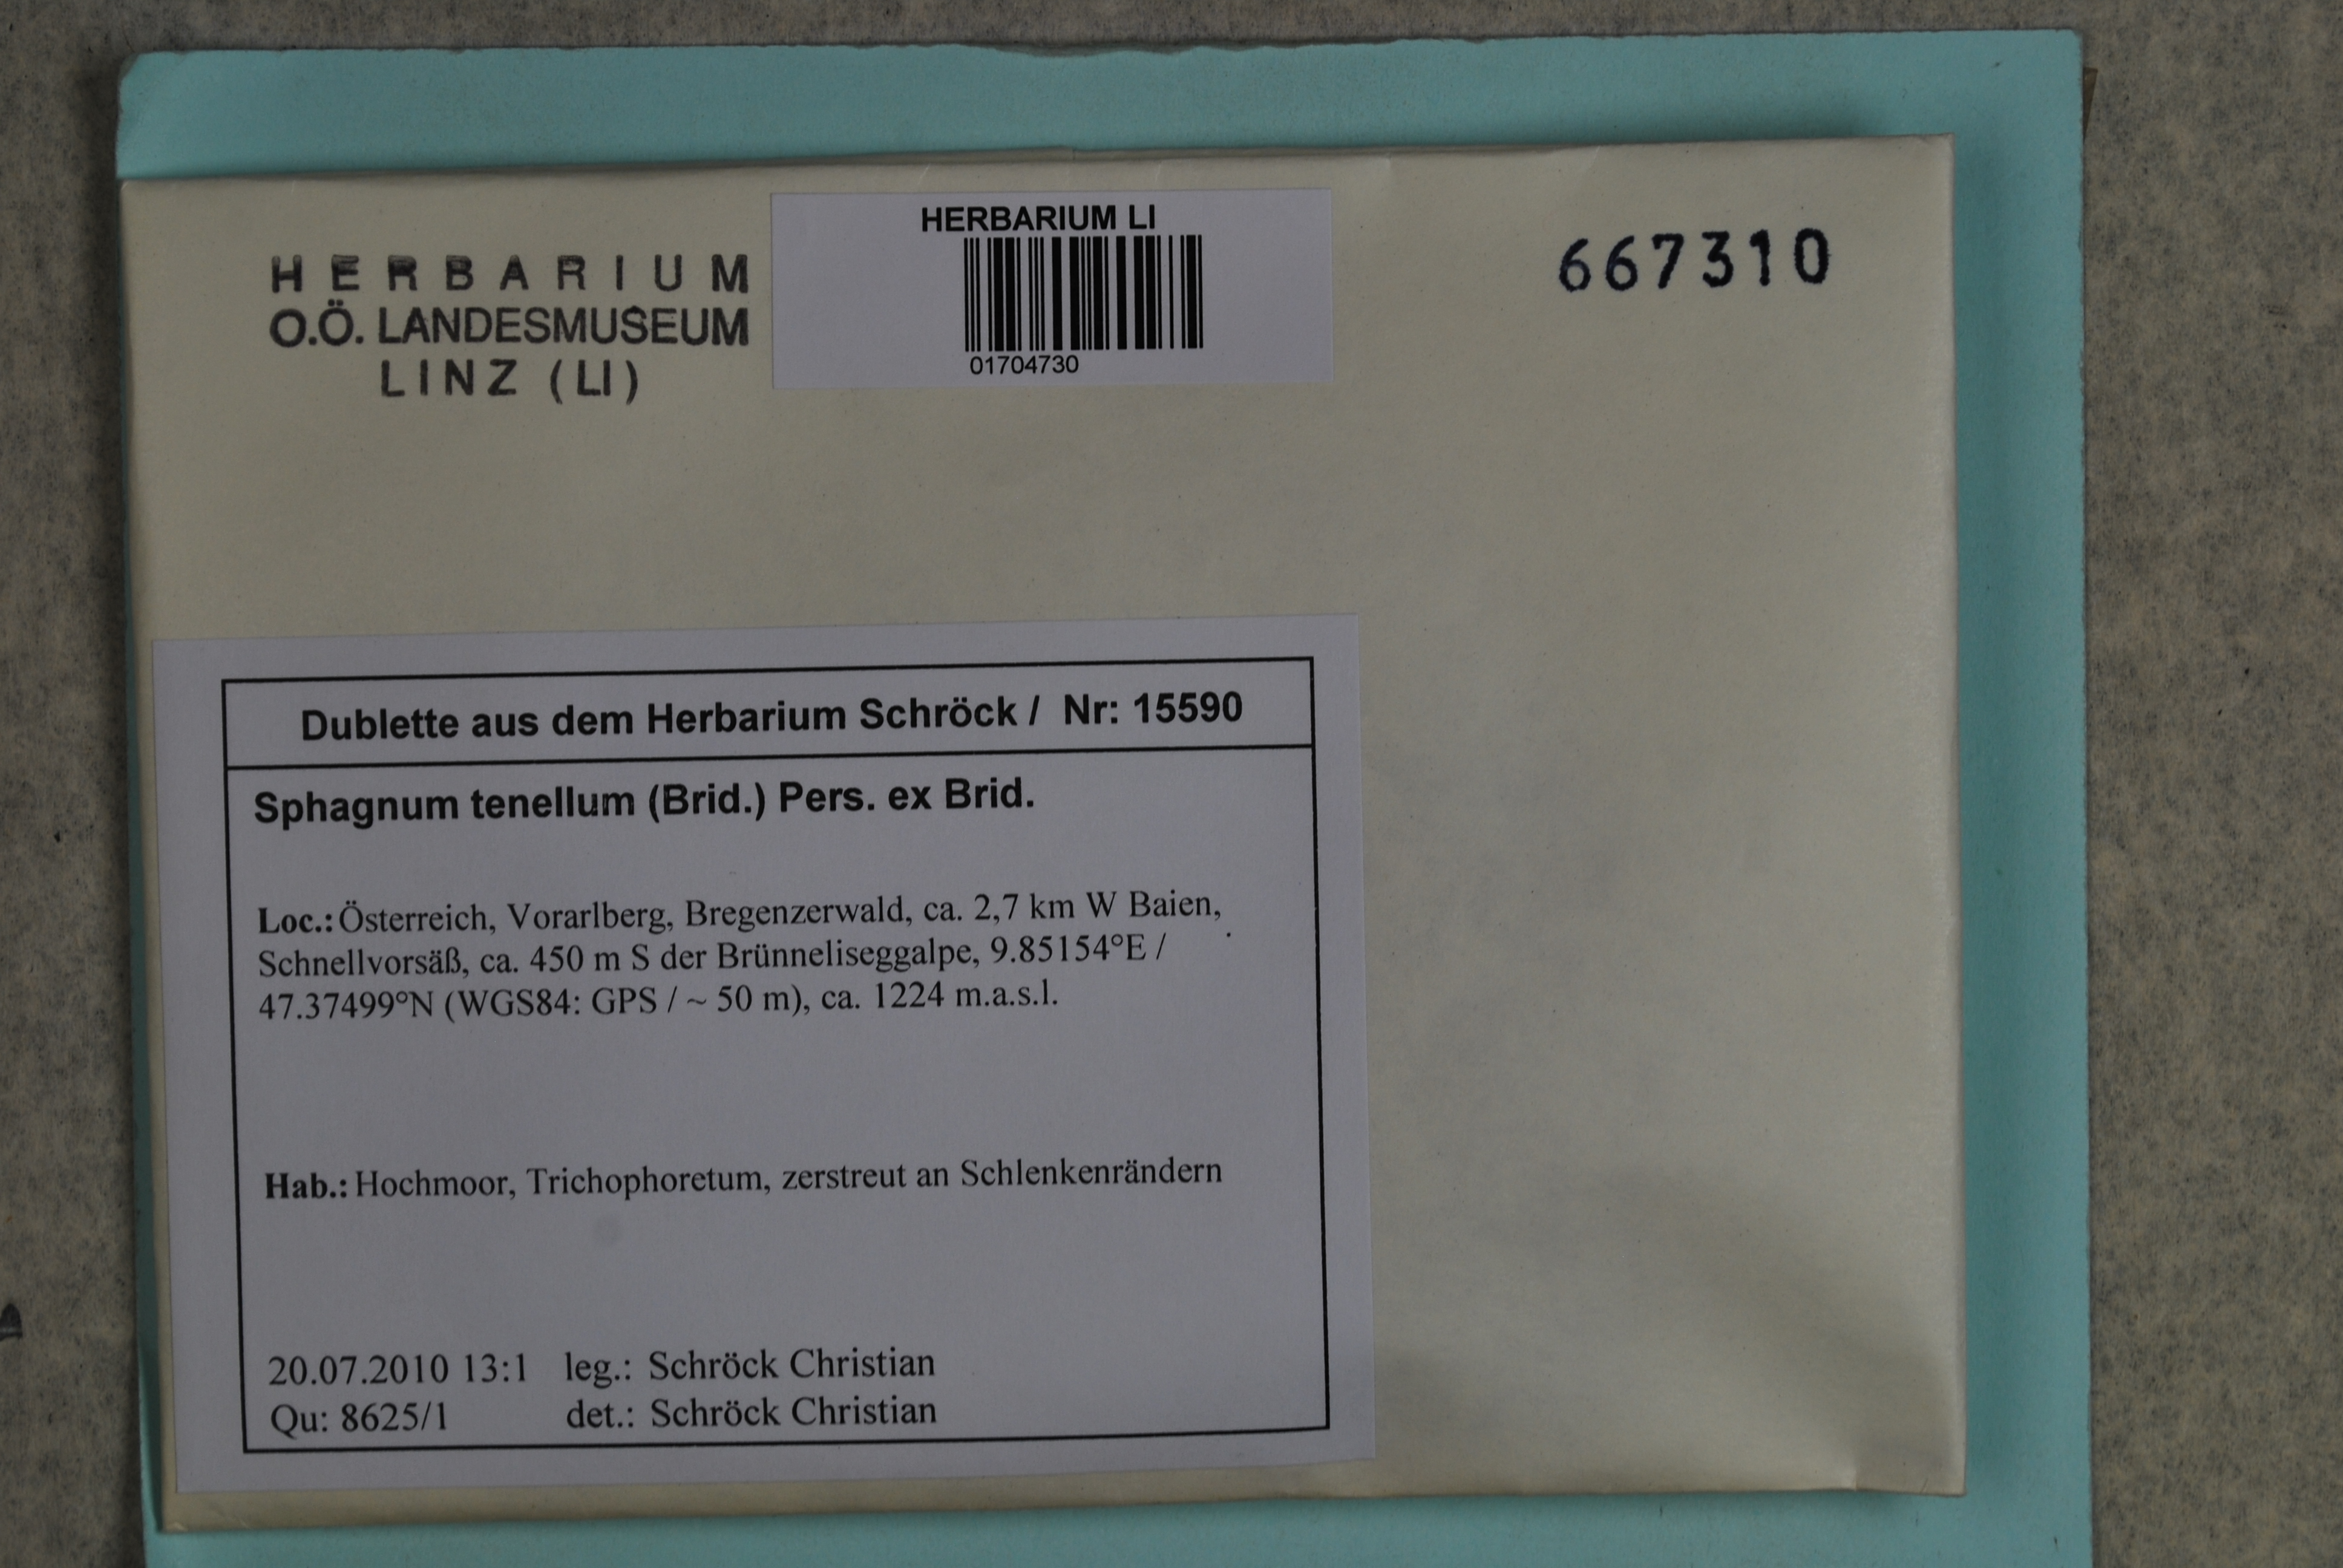 HERBARIUM
O.Ö. LANDESMUSEUM
LINZ (LI)
HERBARIUM LI
01704730
667310
Dublette aus dem Herbarium Schröck / Nr: 15590
Sphagnum tenellum (Brid.) Pers. ex Brid.
Loc.: Österreich, Vorarlberg, Bregenzerwald, ca. 2,7 km W Baien,
Schnellvorsäß, ca. 450 m S der Brünneliseggalpe, 9.85154°E /
47.37499°N (WGS84: GPS / ~ 50 m), ca. 1224 m.a.s.l.
Hab.: Hochmoor, Trichophoretum, zerstreut an Schlenkenrändern
20.07.2010 13:1 leg.: Schröck Christian
Qu: 8625/1 det.: Schröck Christian